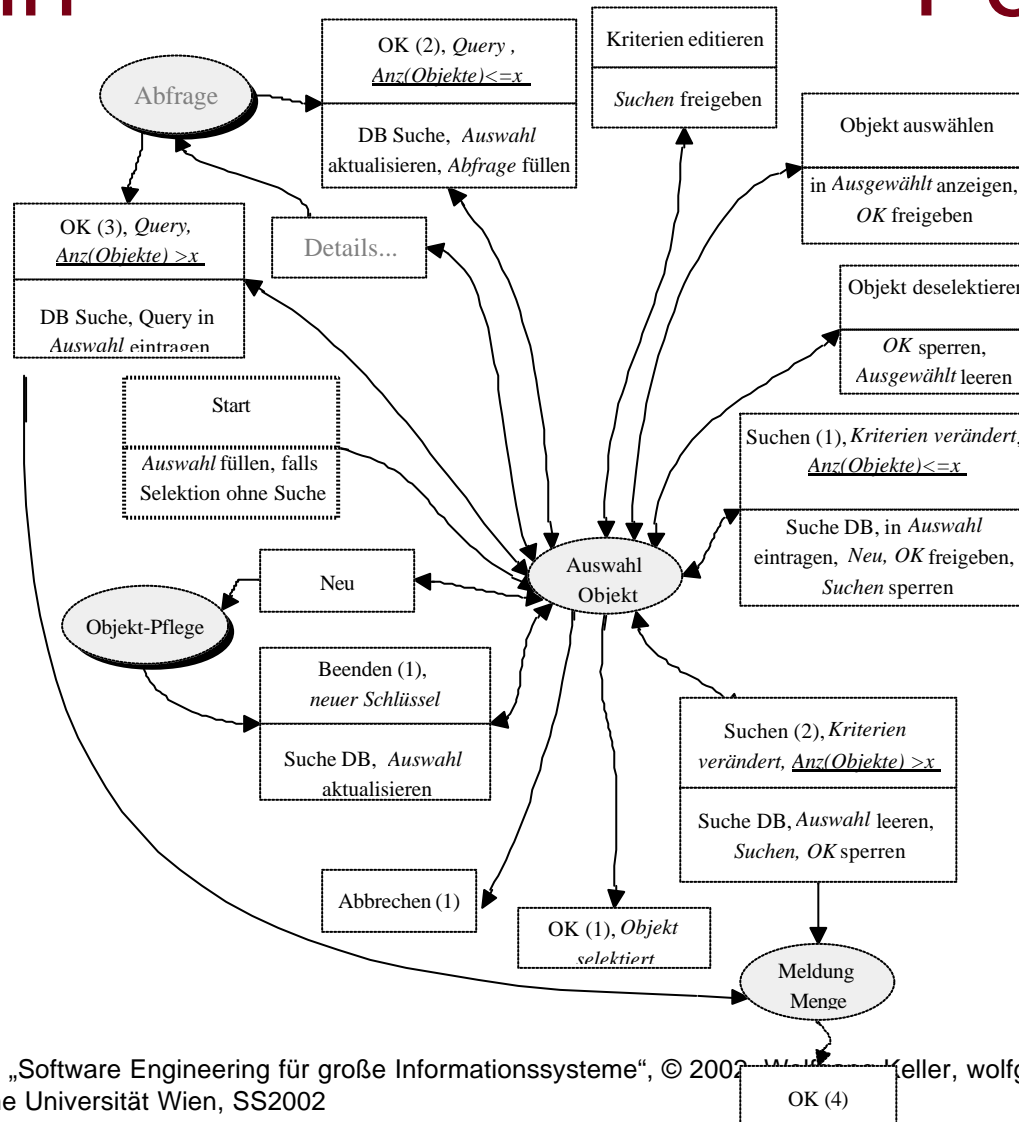 OK (2), Query ,
Anz(Objekte)<=x
DB Suche, Auswahl
aktualisieren, Abfrage füllen
Kriterien editieren
Suchen freigeben
Abfrage
Objekt auswählen
in Ausgewählt anzeigen,
OK freigeben
OK (3), Query,
Anz(Objekte) >x
DB Suche, Query in
Auswahl eintragen
Details...
Objekt deselektieren
OK sperren,
Ausgewählt leeren
Start
Auswahl füllen, falls
Selektion ohne Suche
Suchen (1), Kriterien verändert,
Anz(Objekte)<=x
Suche DB, in Auswahl
eintragen, Neu, OK freigeben,
Suchen sperren
Auswahl
Objekt
Neu
Objekt-Pflege
Beenden (1),
neuer Schlüssel
Suche DB, Auswahl
aktualisieren
Suchen (2), Kriterien
verändert, Anz(Objekte) >x
Suche DB, Auswahl leeren,
Suchen, OK sperren
Abbrechen (1)
OK (1), Objekt
selektiert
Meldung
Menge
„Software Engineering für große Informationssysteme“, © 2002, Keller,
Universität Wien, SS2002
OK (4)